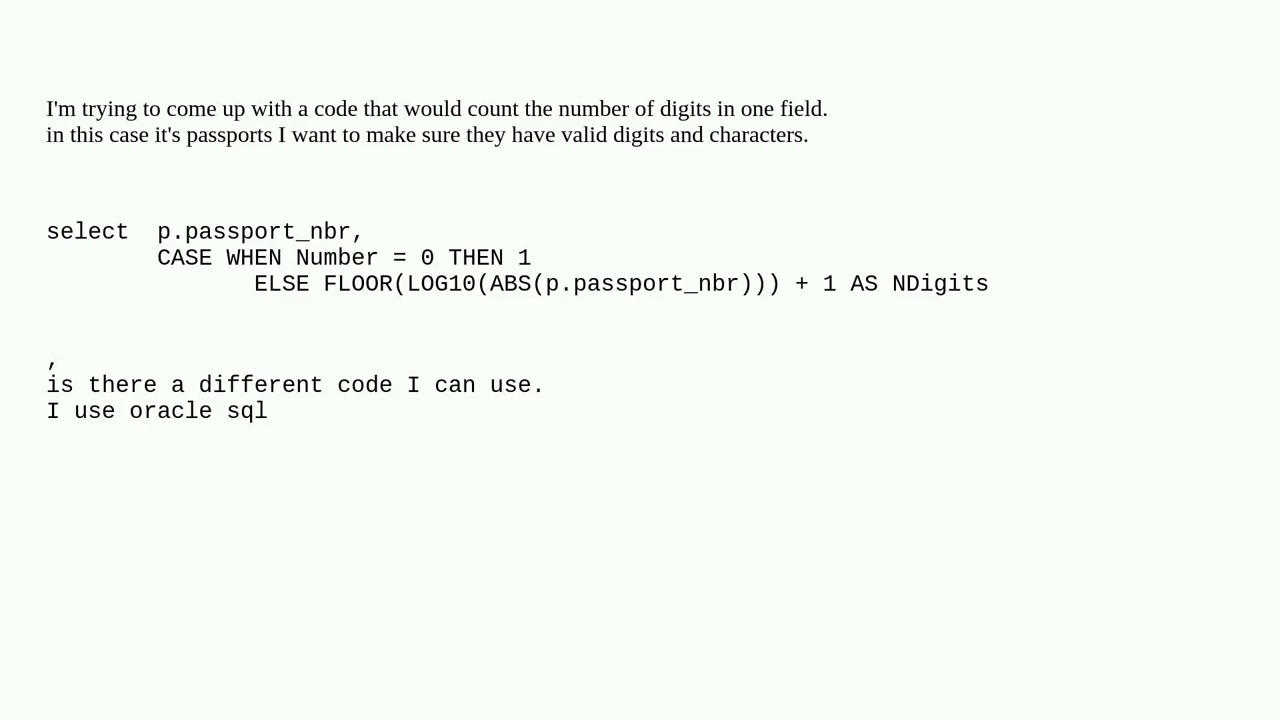 I'm trying to come up with a code that would count the number of digits in one field.
in this case it's passports I want to make sure they have valid digits and characters.
select  p.passport_nbr,
        CASE WHEN Number = 0 THEN 1
               ELSE FLOOR(LOG10(ABS(p.passport_nbr))) + 1 AS NDigits
,
is there a different code I can use.
I use oracle sql